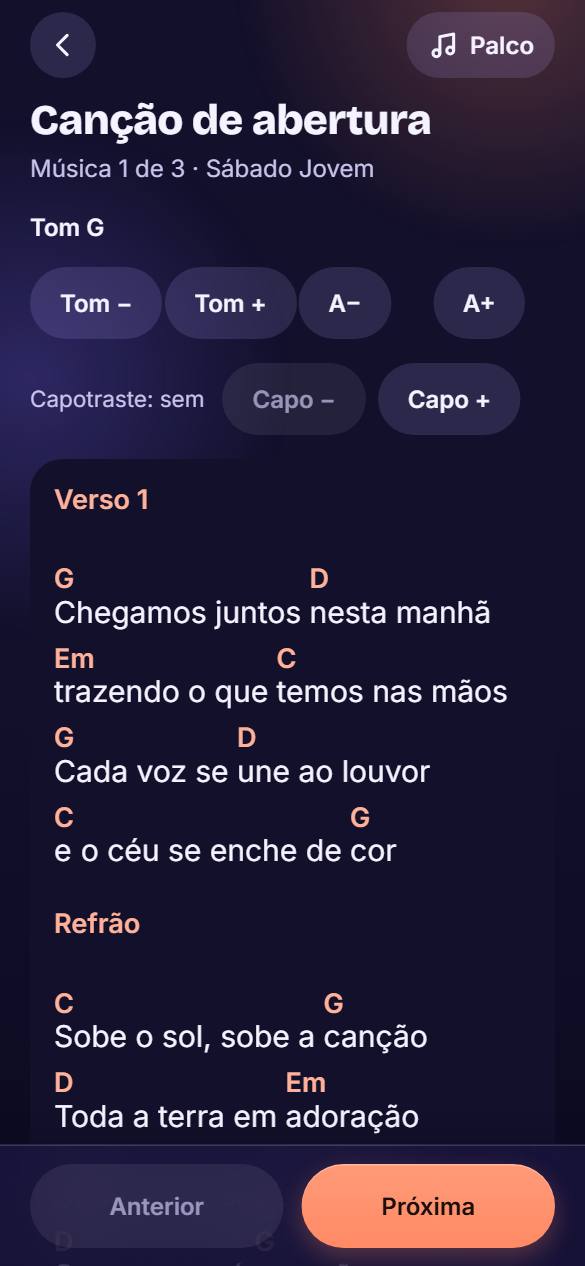 Palco
Canção de abertura
Música 1 de 3 · Sábado Jovem
Tom G
Tom − Tom + A− A+
Capotraste: sem Capo − Capo +
Verso 1
G D
Chegamos juntos nesta manhã
Em C
trazendo o que temos nas mãos
G D
Cada voz se une ao louvor
C G
e o céu se enche de cor
Refrão
C G
Sobe o sol, sobe a canção
D Em
Toda a terra em adoração
Anterior Próxima
D G